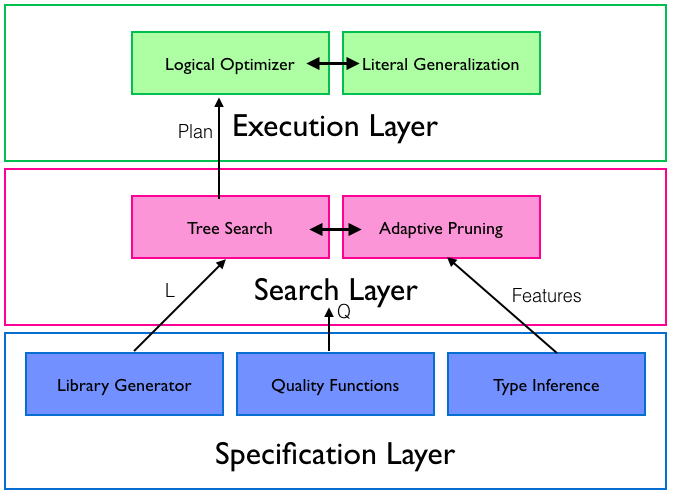 Logical Optimizer
Literal Generalization
Plan
Execution Layer
Tree Search
Adaptive Pruning
L
Search Layer
Features
Q
Library Generator
Quality Functions
Type Inference
Specification Layer